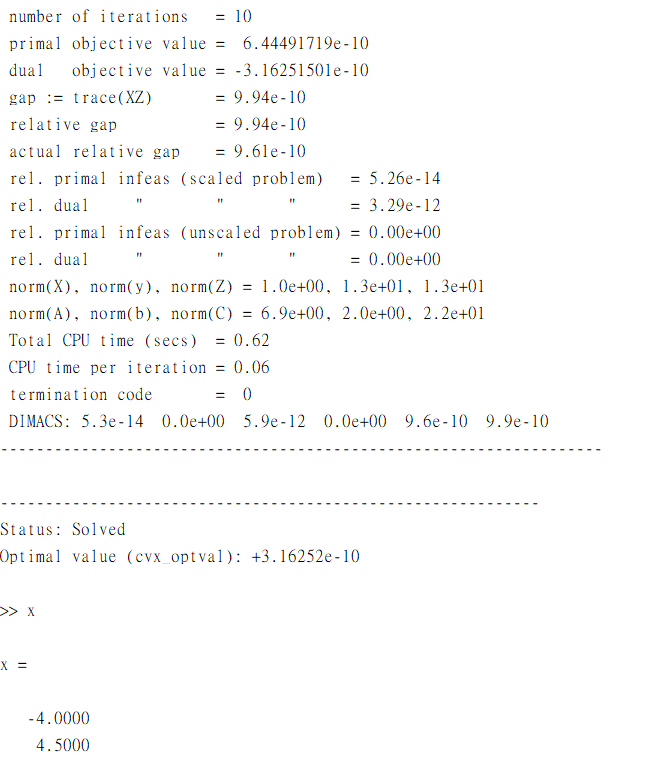 number of iterations   = 10
primal objective value =  6.44491719e-10
dual   objective value = -3.16251501e-10
gap := trace(XZ)       = 9.94e-10
relative gap           = 9.94e-10
actual relative gap    = 9.61e-10
rel. primal infeas (scaled problem)   = 5.26e-14
rel. dual     "        "       "      = 3.29e-12
rel. primal infeas (unscaled problem) = 0.00e+00
rel. dual     "        "       "      = 0.00e+00
norm(X), norm(y), norm(Z) = 1.0e+00, 1.3e+01, 1.3e+01
norm(A), norm(b), norm(C) = 6.9e+00, 2.0e+00, 2.2e+01
Total CPU time (secs)  = 0.62
CPU time per iteration = 0.06
termination code       =  0
DIMACS: 5.3e-14  0.0e+00  5.9e-12  0.0e+00  9.6e-10  9.9e-10
-------------------------------------------------------------------
------------------------------------------------------------
Status: Solved
Optimal value (cvx_optval): +3.16252e-10
>> x
x =
-4.0000
4.5000